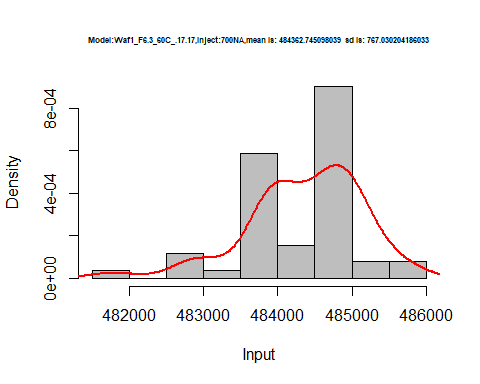 Model:Waf1_F6.3_60C_.17.17,Inject:700NA,mean is: 484362.745098039 sd is: 767.030204186033
8e-04
4e-04
0e+00
Density
482000 483000 484000 485000 486000
Input